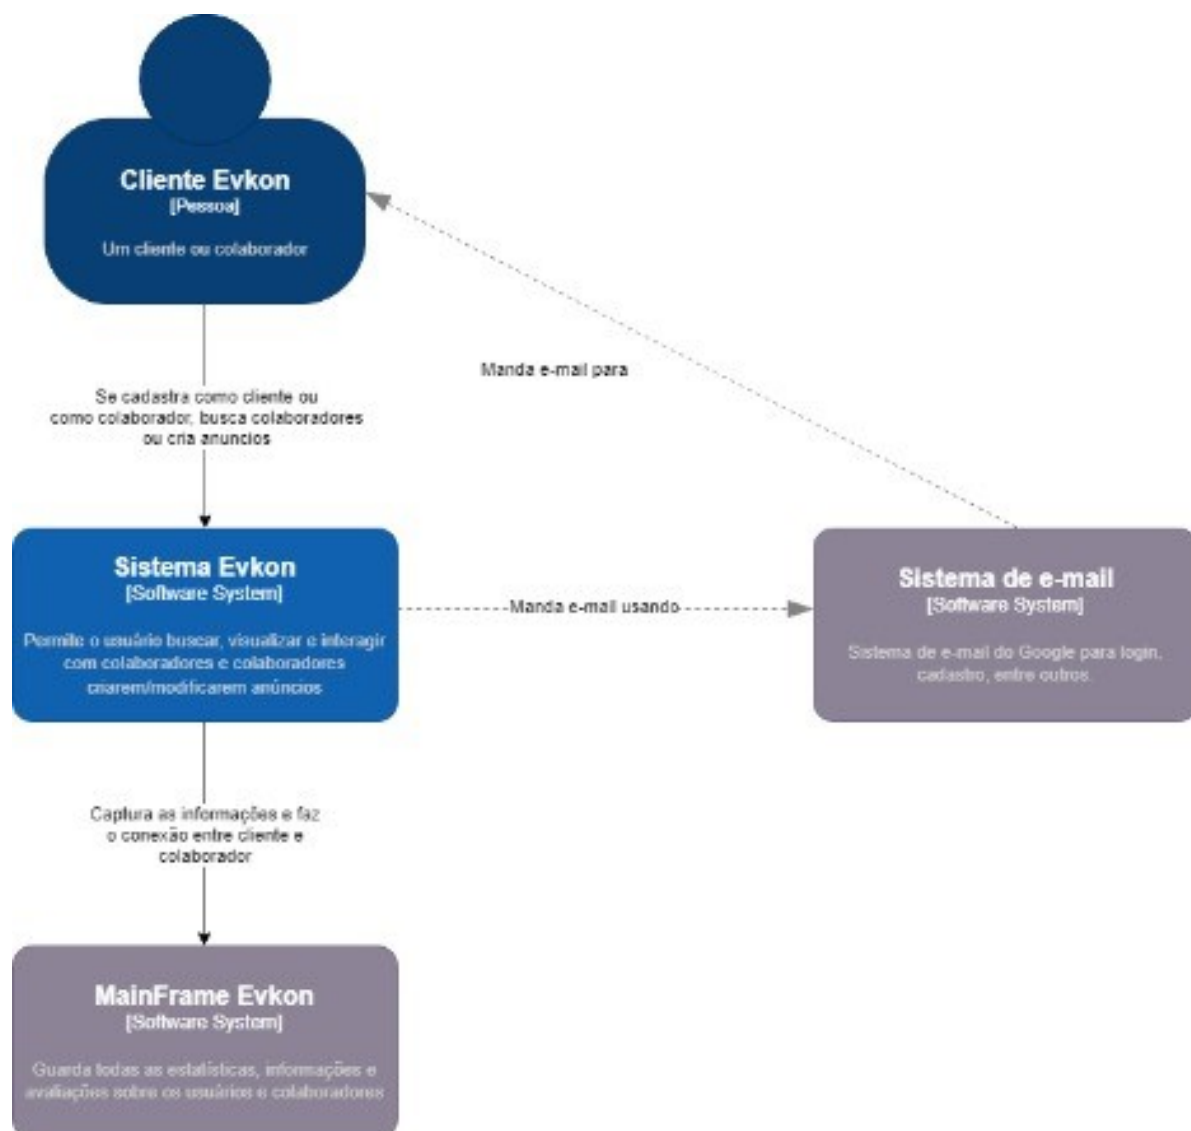 Cliente Evkon
[Pessoa]
Um cliente ou colaborador
Manda e-mail para
Se cadastra como cliente ou
como colaborador, busca colaboradores
ou cria anuncios
Sistema Evkon
[Software System]
Permite o usuário buscar, visualizar e interagir
com colaboradores e colaboradores
criarem/modificarem anúncios
Manda e-mail usando
Sistema de e-mail
[Software System]
Sistema de e-mail do Google para login,
cadastro, entre outros.
Captura as informações e faz
o conexão entre cliente e
colaborador
MainFrame Evkon
[Software System]
Guarda todas as estatísticas, informações e
avaliações sobre os usuários e colaboradores